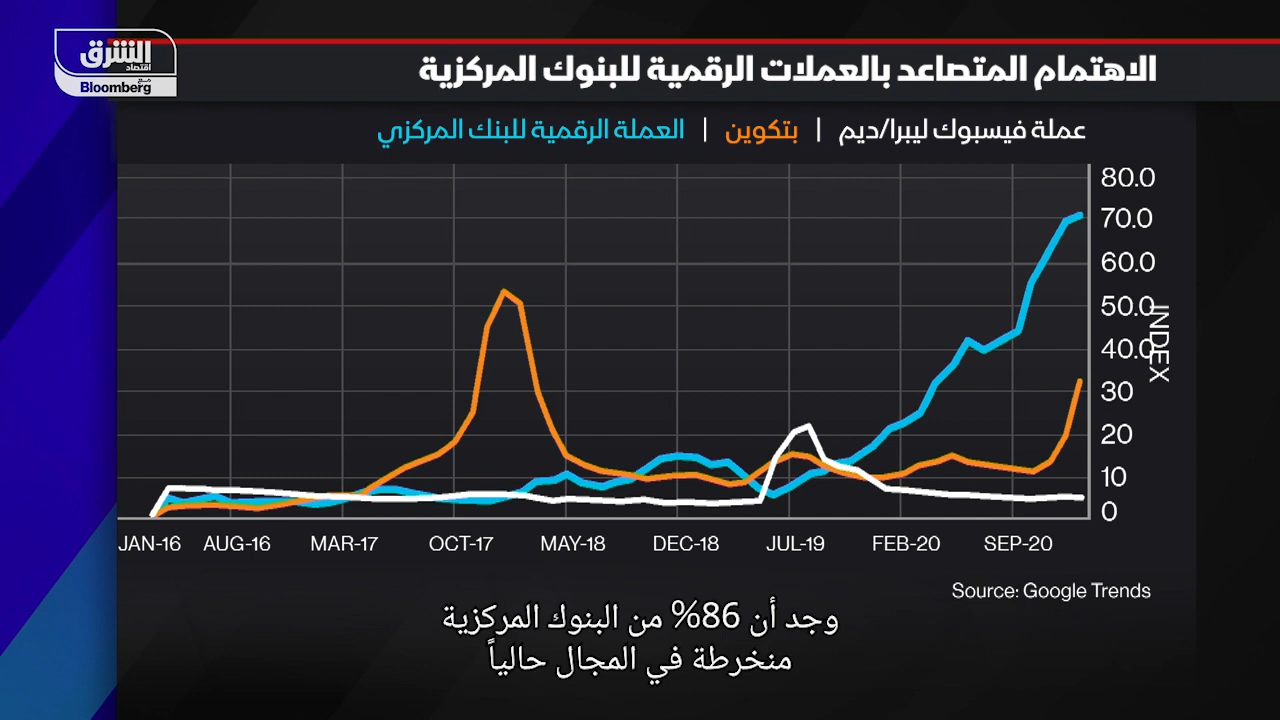 الشرق
اقتصاد
مع
Bloomberg
الاهتمام المتصاعد بالعملات الرقمية للبنوك المركزية
عملة فيسبوك ليبرا/ديم | بتكوين | العملة الرقمية للبنك المركزي
80.0
70.0
60.0
50.0
40.0
30
20
10
0
INDEX
JAN-16 AUG-16 MAR-17 OCT-17 MAY-18 DEC-18 JUL-19 FEB-20 SEP-20
Source: Google Trends
وجد أن 86% من البنوك المركزية
منخرطة في المجال حالياً